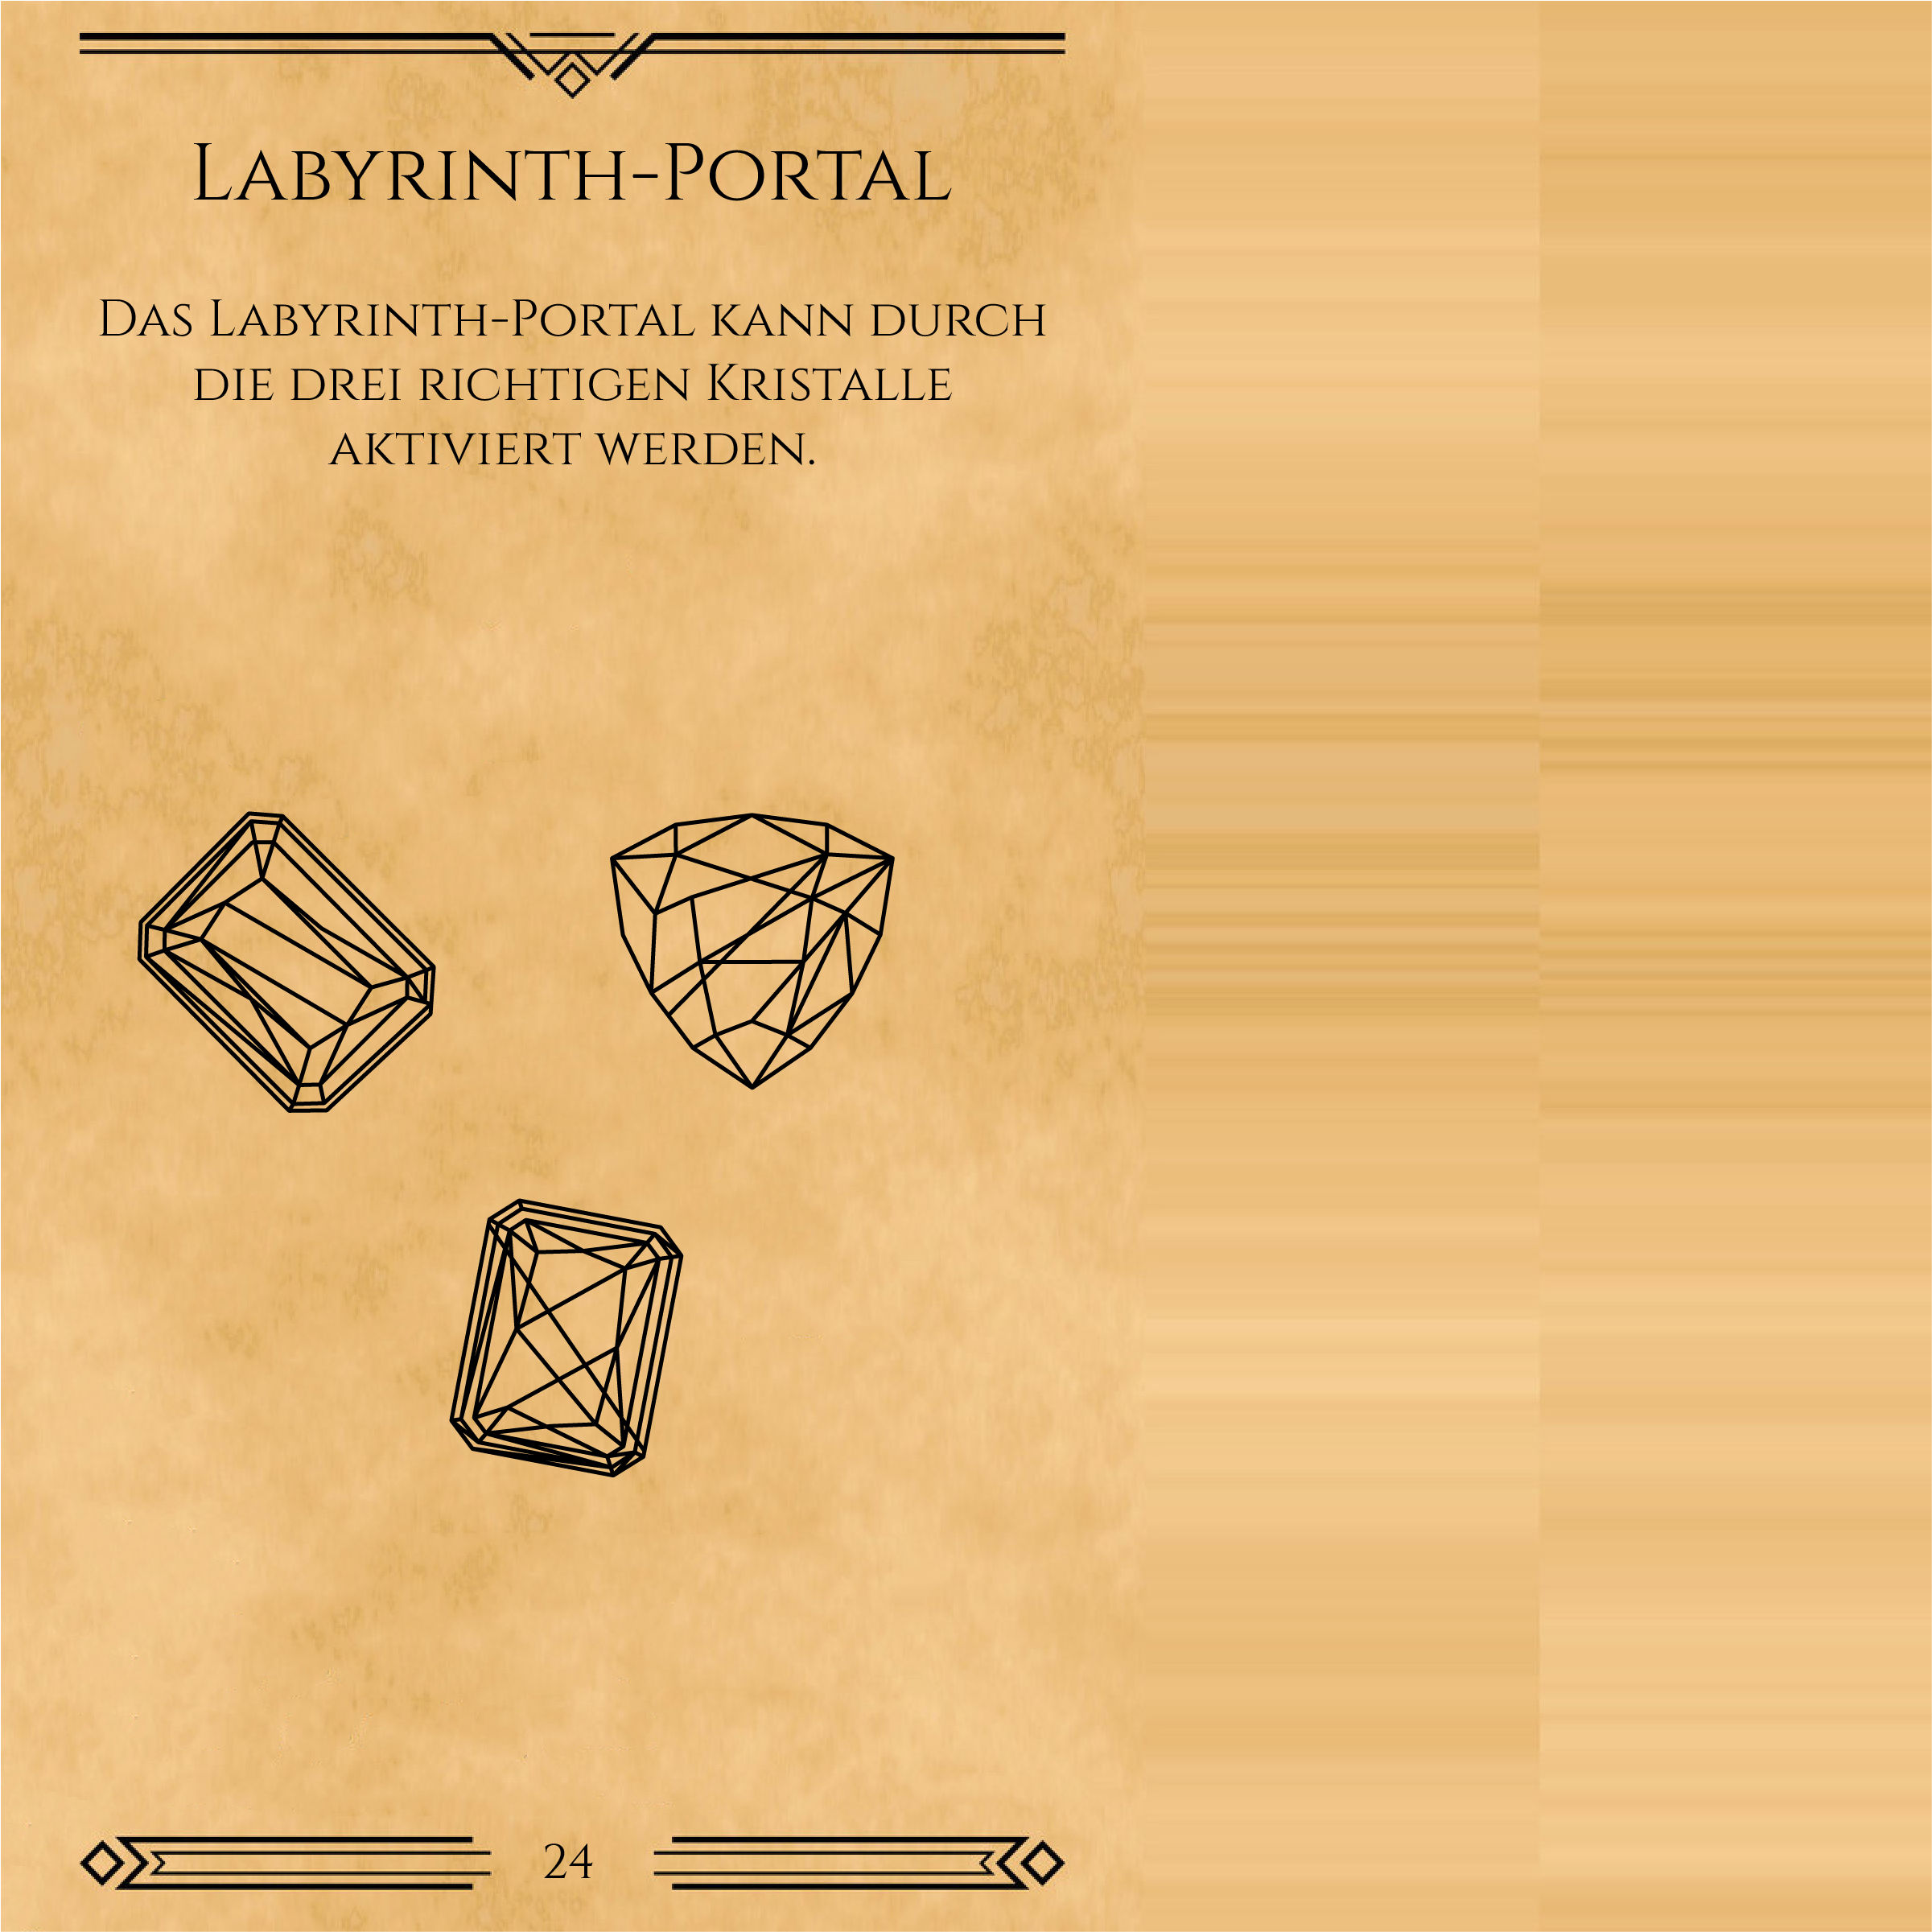 Labyrinth-Portal
Das Labyrinth-Portal kann durch
die drei richtigen Kristalle
aktiviert werden.
24